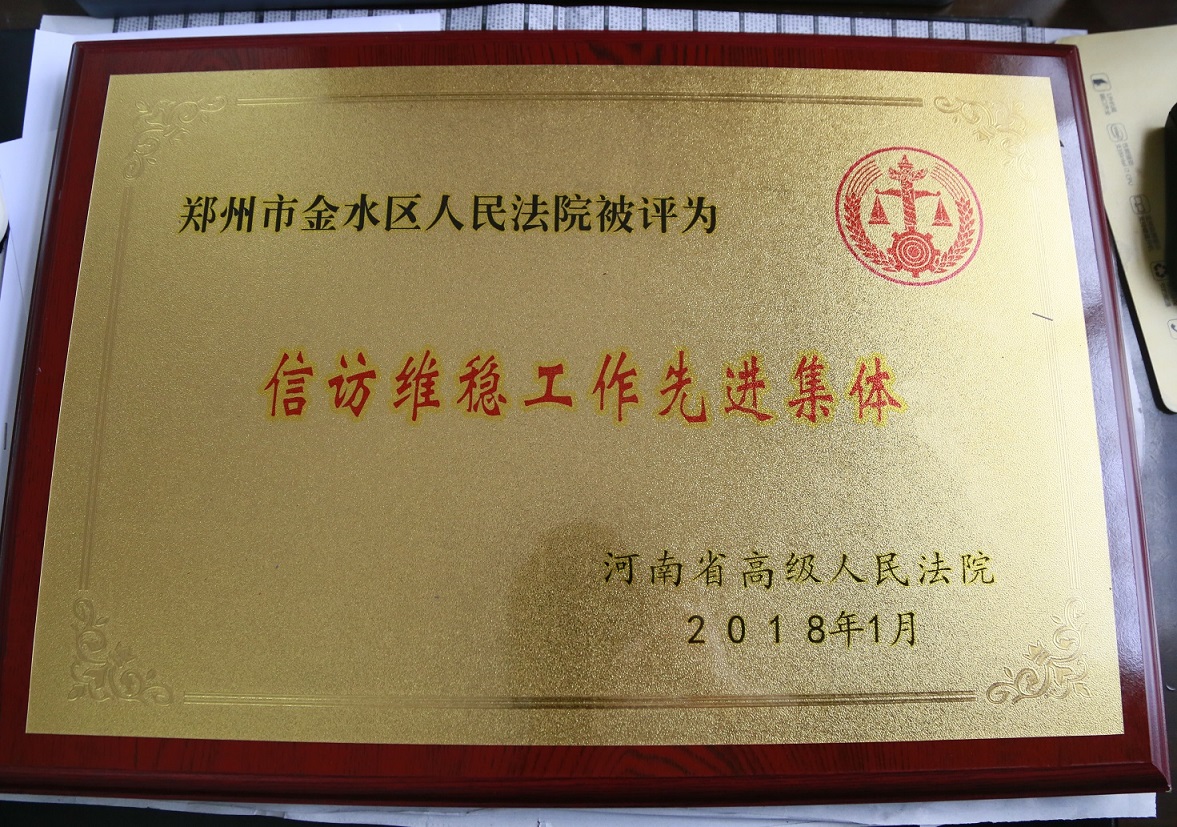 郑州市金水区人民法院被评为
信访维稳工作先进集体
河南省高级人民法院
2018年1月